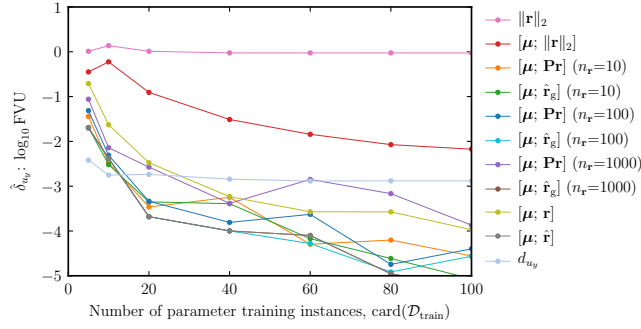 1
0
−1
−2
−3
−4
−5
0
20
40
60
80
100
δ̂_{u_y}: log₁₀ FVU
Number of parameter training instances, card(𝒟_train)
‖r‖₂
[μ; ‖r‖₂]
[μ; Pr] (n_r=10)
[μ; r̂_g] (n_r=10)
[μ; Pr] (n_r=100)
[μ; r̂_g] (n_r=100)
[μ; Pr] (n_r=1000)
[μ; r̂_g] (n_r=1000)
[μ; r]
[μ; r̂]
d_{u_y}